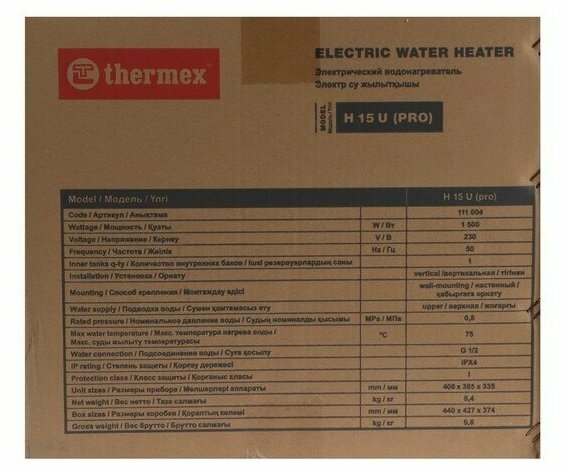 thermex
ELECTRIC WATER HEATER
Электрический водонагреватель
Электр су жылытқышы
MODEL
Модель / Үлгі
H 15 U (PRO)
Model / Модель / Үлгі H 15 U (pro)
Code / Артикул / Анықтама 111 004
Wattage / Мощность / Қуаты W / Вт 1 500
Voltage / Напряжение / Кернеу V / В 230
Frequency / Частота / Жиілік Hz / Гц 50
Inner tanks q-ty / Количество внутренних баков / Ішкі резервуарлардың саны 1
Installation / Установка / Орнату vertical /вертикальная / тігінен
Mounting / Способ крепления / Монтаждау әдісі wall-mounting / настенный /
қабырғаға орнату
Water supply / Подводка воды / Сумен қамтамасыз ету upper / верхняя / жоғарғы
Rated pressure / Номинальное давление воды / Судың номиналды қысымы MPa / МПа 0,8
Max water temperature / Макс. температура нагрева воды /
Макс. суды жылыту температурасы °C 75
Water connection / Подсоединение воды / Суға қосылу G 1/2
IP rating / Степень защиты / Қорғау дәрежесі IPX4
Protection class / Класс защиты / Қорғаныс класы 1
Unit sizes / Размеры прибора / Мөлшерлері аппараты mm / мм 406 x 385 x 335
Net weight / Вес нетто / Таза салмағы kg / кг 8,4
Box sizes / Размеры коробки / Қораптың көлемі mm / мм 440 x 427 x 374
Gross weight / Вес брутто / Брутто салмағы kg / кг 9,8